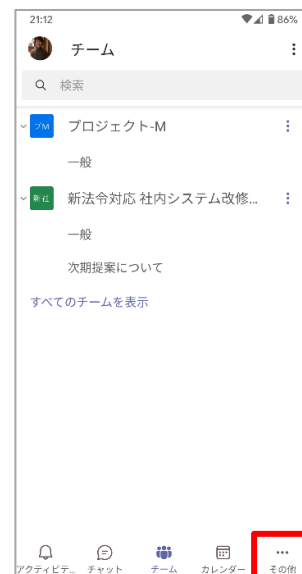 21:12 86%
チーム
検索
プM プロジェクト-M
一般
新社 新法令対応 社内システム改修...
一般
次期提案について
すべてのチームを表示
アクティビテ... チャット チーム カレンダー その他